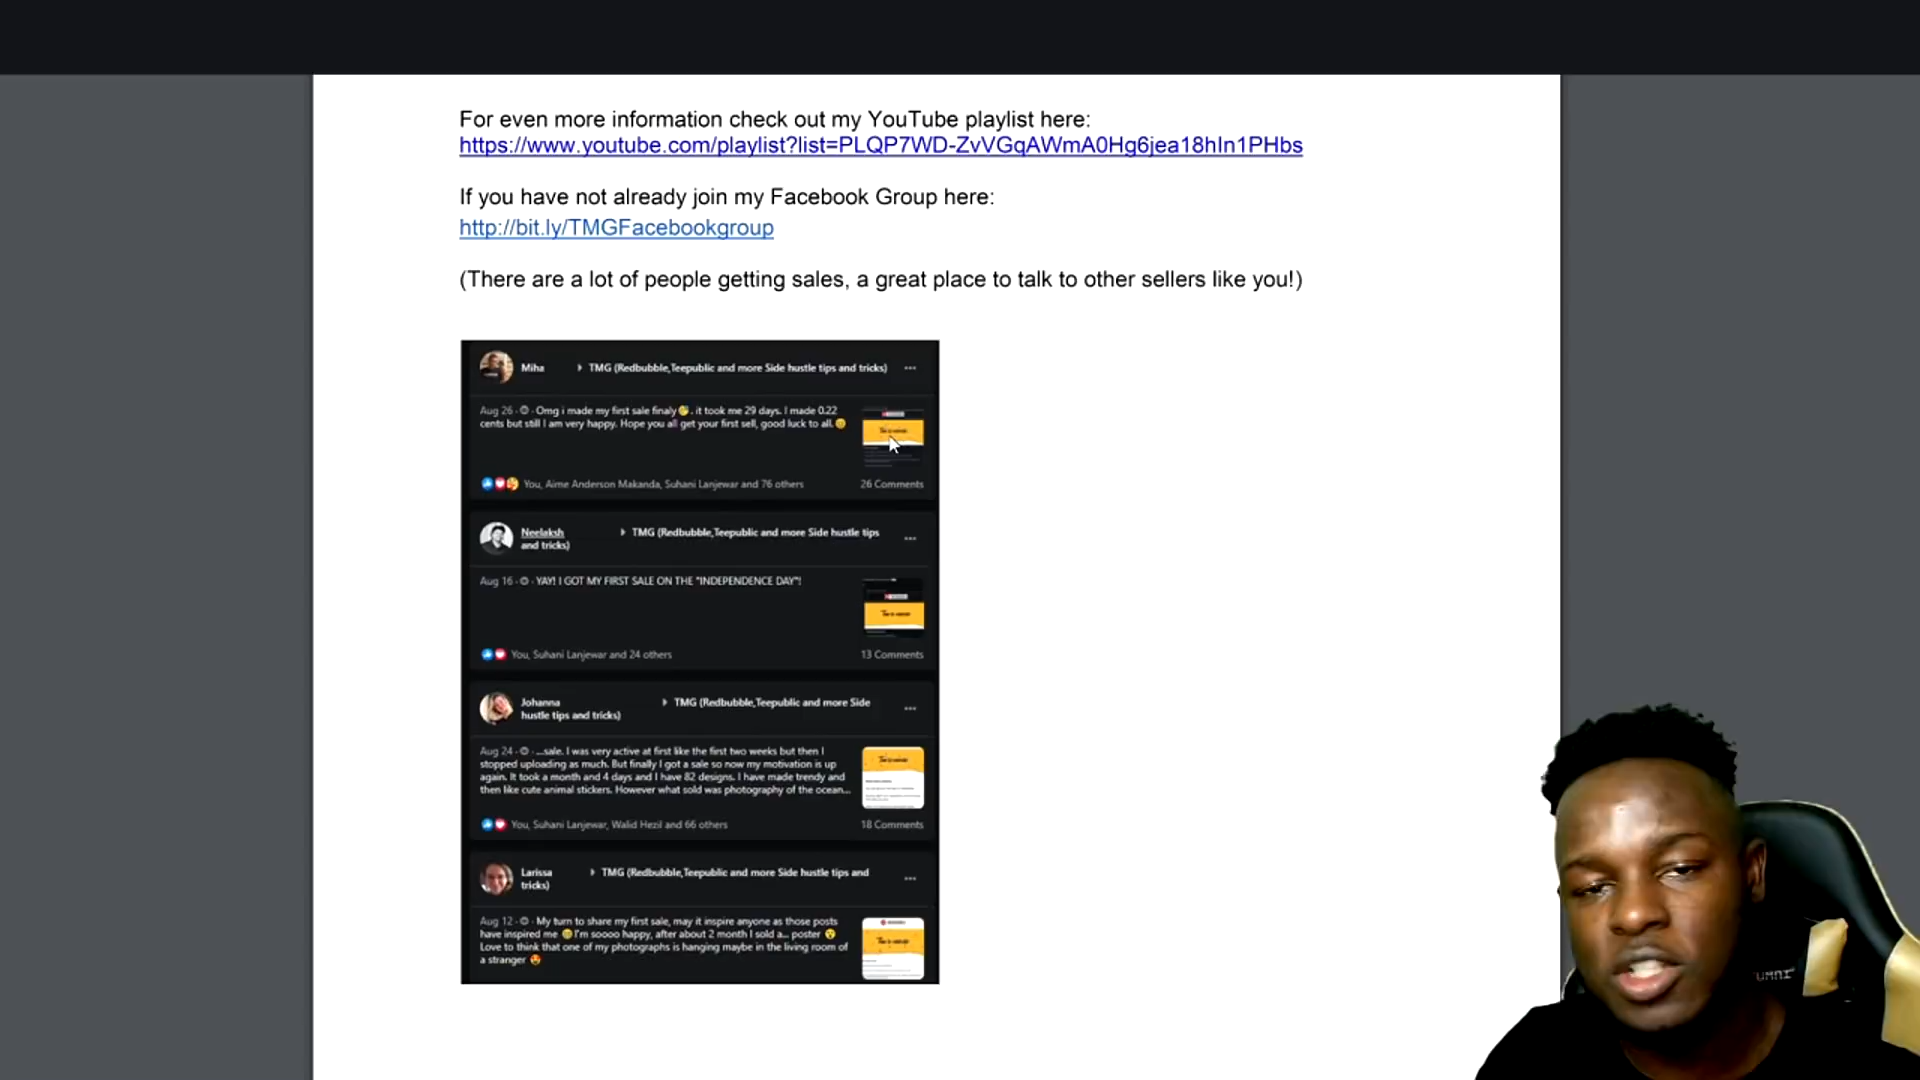 For even more information check out my YouTube playlist here:
https://www.youtube.com/playlist?list=PLQP7WD-ZvVGqAWmA0Hg6jea18hIn1PHbs
If you have not already join my Facebook Group here:
http://bit.ly/TMGFacebookgroup
(There are a lot of people getting sales, a great place to talk to other sellers like you!)
Miha ▸ TMG (Redbubble,Teepublic and more Side hustle tips and tricks) ...
Aug 26 · Omg i made my first sale finaly🥳. it took me 29 days. I made 0.22
cents but still I am very happy. Hope you all get your first sell, good luck to all.😊
You, Aime Anderson Makanda, Suhani Lanjewar and 76 others 26 Comments
Neelaksh ▸ TMG (Redbubble,Teepublic and more Side hustle tips
and tricks) ...
Aug 16 · YAY! I GOT MY FIRST SALE ON THE "INDEPENDENCE DAY"!
You, Suhani Lanjewar and 24 others 13 Comments
Johanna ▸ TMG (Redbubble,Teepublic and more Side
hustle tips and tricks) ...
Aug 24 · ...sale. I was very active at first like the first two weeks but then I
stopped uploading as much. But finally I got a sale so now my motivation is up
again. It took a month and 4 days and I have 82 designs. I have made trendy and
then like cute animal stickers. However what sold was photography of the ocean...
You, Suhani Lanjewar, Walid Hezil and 66 others 18 Comments
Larissa ▸ TMG (Redbubble,Teepublic and more Side hustle tips and
tricks) ...
Aug 12 · My turn to share my first sale, may it inspire anyone as those posts
have inspired me 😊I'm soooo happy, after about 2 month I sold a... poster 😮
Love to think that one of my photographs is hanging maybe in the living room of
a stranger 😍